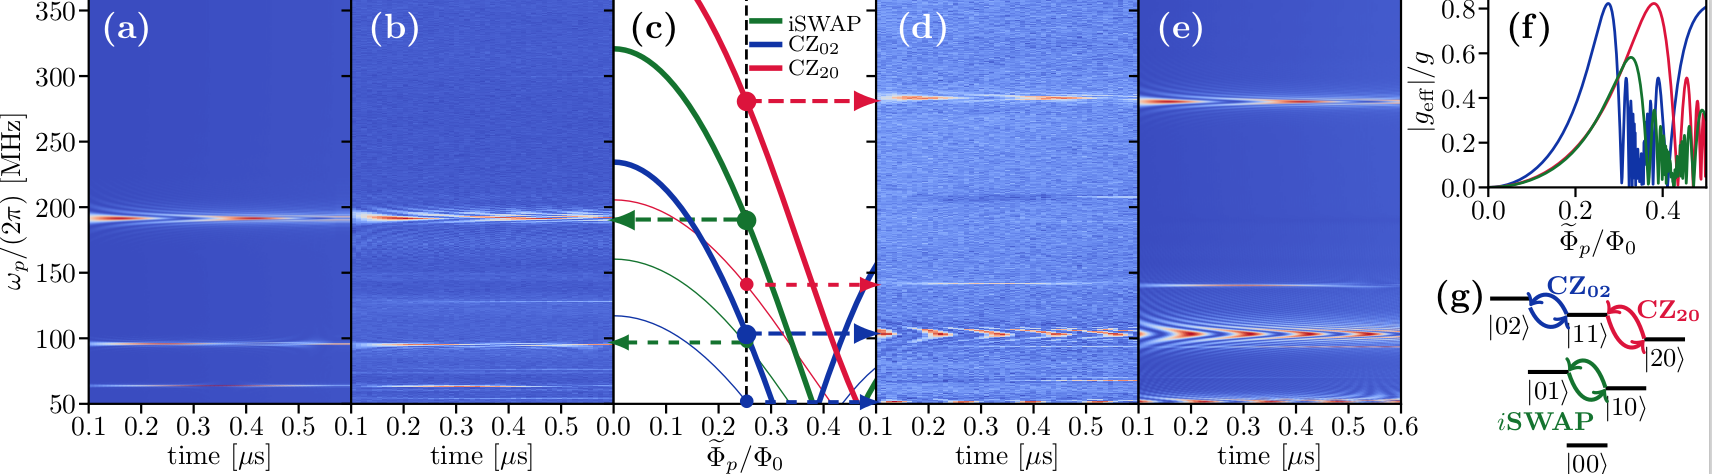 (a)
(b)
(c)
(d)
(e)
(f)
(g)
ω_p/(2π) [MHz]
350
300
250
200
150
100
50
0.1 0.2 0.3 0.4 0.5
time [μs]
0.1 0.2 0.3 0.4 0.5
time [μs]
iSWAP
CZ₀₂
CZ₂₀
0.0 0.1 0.2 0.3 0.4
Φ̃_p/Φ₀
0.1 0.2 0.3 0.4 0.5
time [μs]
0.1 0.2 0.3 0.4 0.5 0.6
time [μs]
|g_eff|/g
0.8
0.6
0.4
0.2
0.0
0.0 0.2 0.4
Φ̃_p/Φ₀
CZ₀₂
CZ₂₀
|02⟩
|11⟩
|20⟩
|01⟩
|10⟩
iSWAP
|00⟩